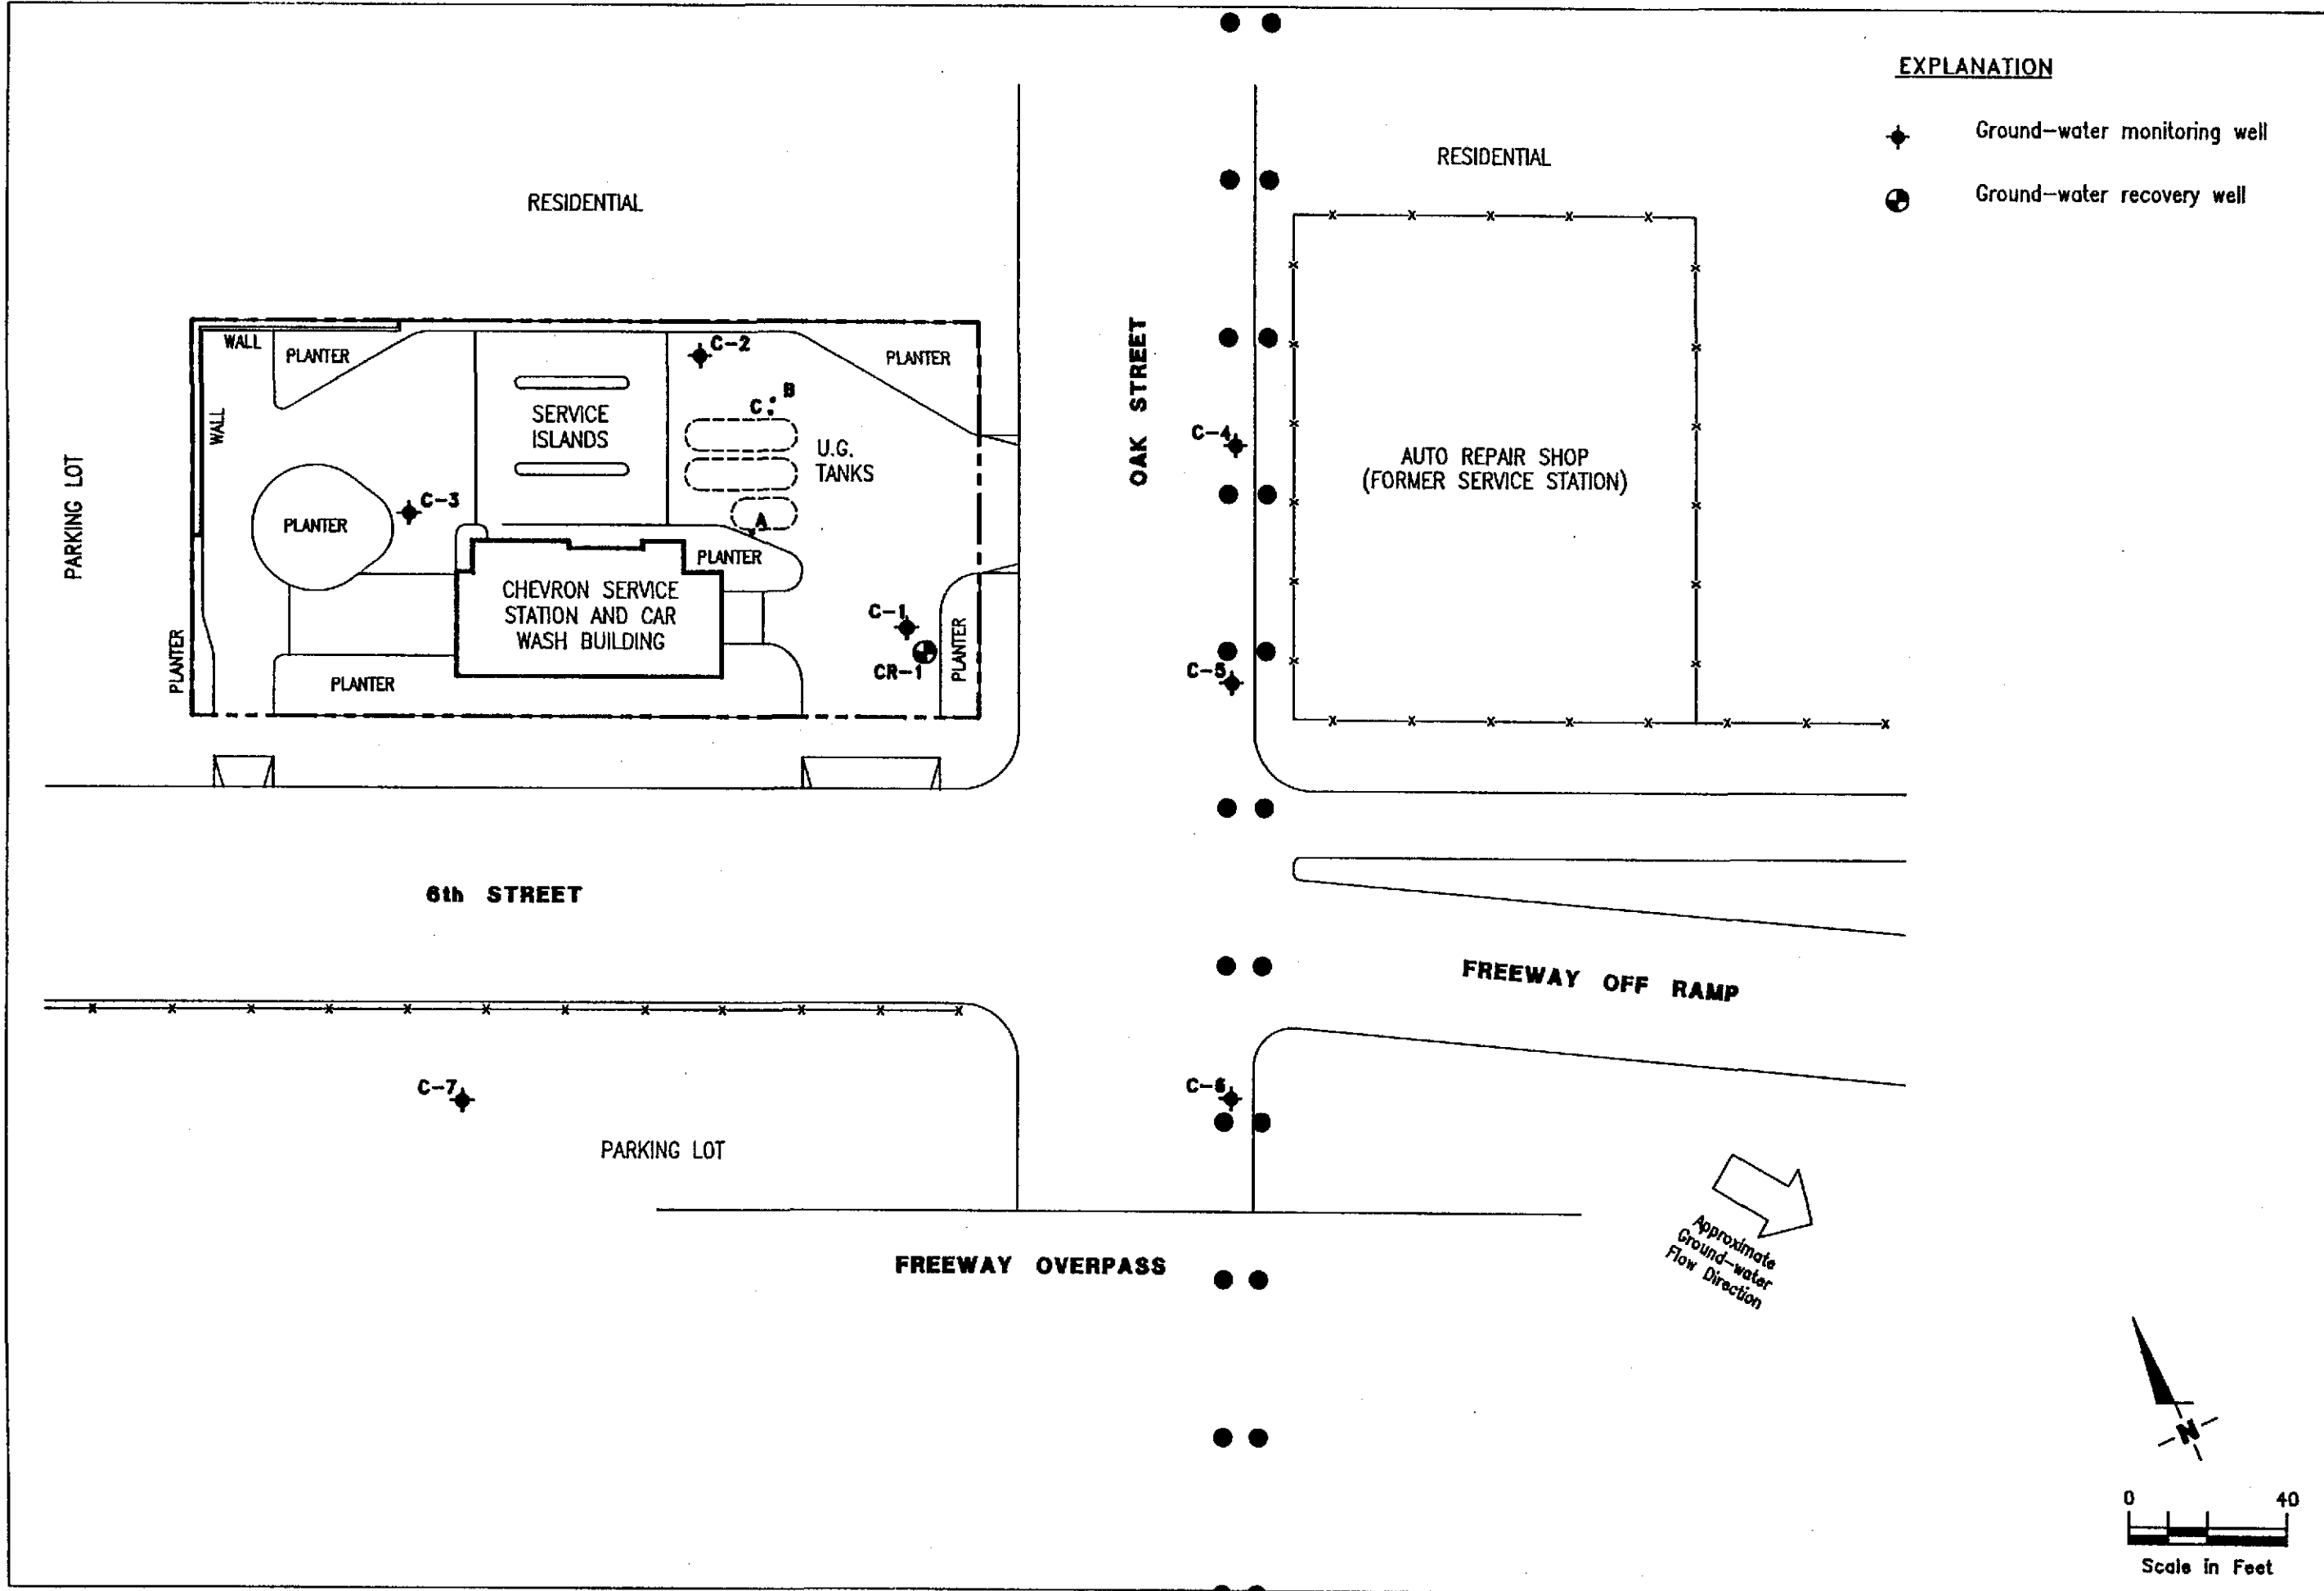 EXPLANATION
Ground-water monitoring well
Ground-water recovery well
RESIDENTIAL
RESIDENTIAL
WALL
PLANTER
C-2
PLANTER
WALL
SERVICE
ISLANDS
B
C
U.G.
TANKS
OAK STREET
C-4
AUTO REPAIR SHOP
(FORMER SERVICE STATION)
PARKING LOT
C-3
PLANTER
A
PLANTER
CHEVRON SERVICE
STATION AND CAR
WASH BUILDING
C-1
CR-1
PLANTER
PLANTER
PLANTER
C-5
6th STREET
FREEWAY OFF RAMP
C-7
C-6
PARKING LOT
FREEWAY OVERPASS
Approximate
Ground-water
Flow Direction
N
0 40
Scale in Feet